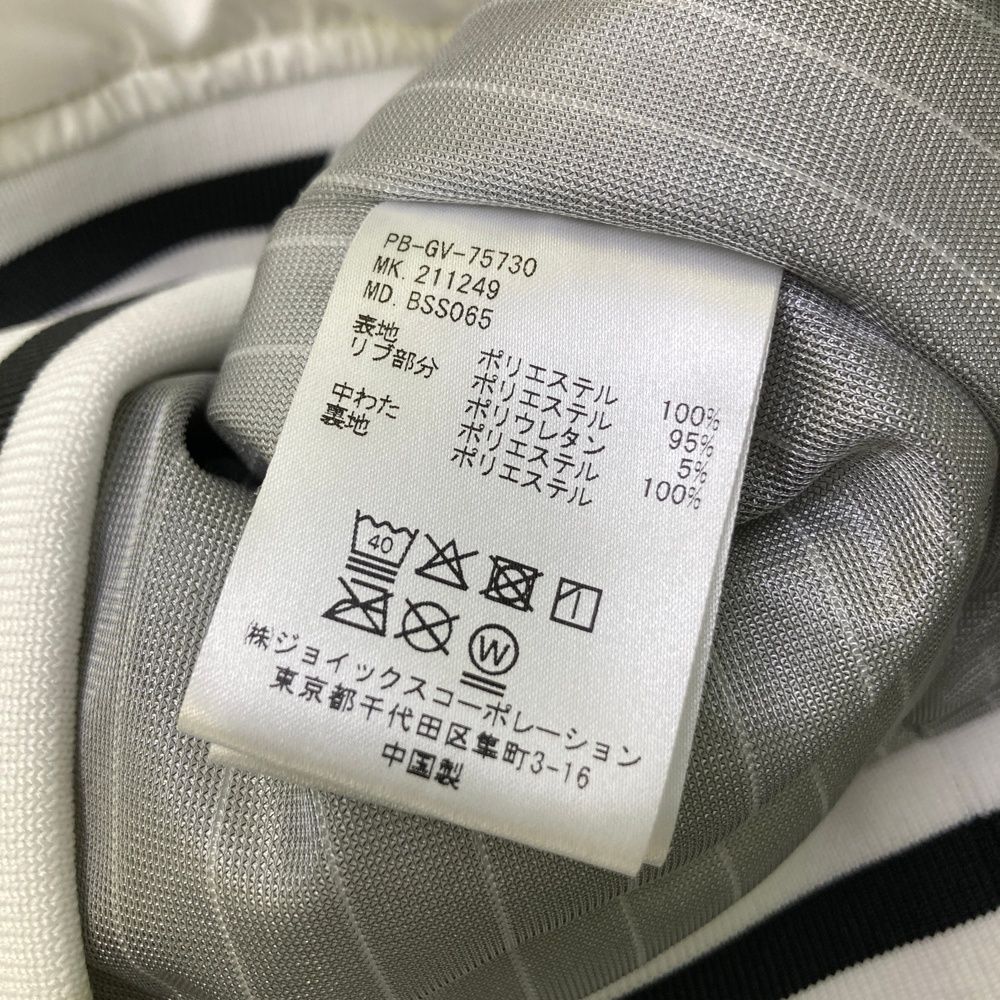 PB-GV-75730
MK. 211249
MD. BSS065
表地 ポリエステル 100%
リブ部分 ポリエステル 95%
ポリウレタン 5%
中わた ポリエステル 100%
裏地 ポリエステル
40
W
㈱ジョイックスコーポレーション
東京都千代田区隼町3-16
中国製